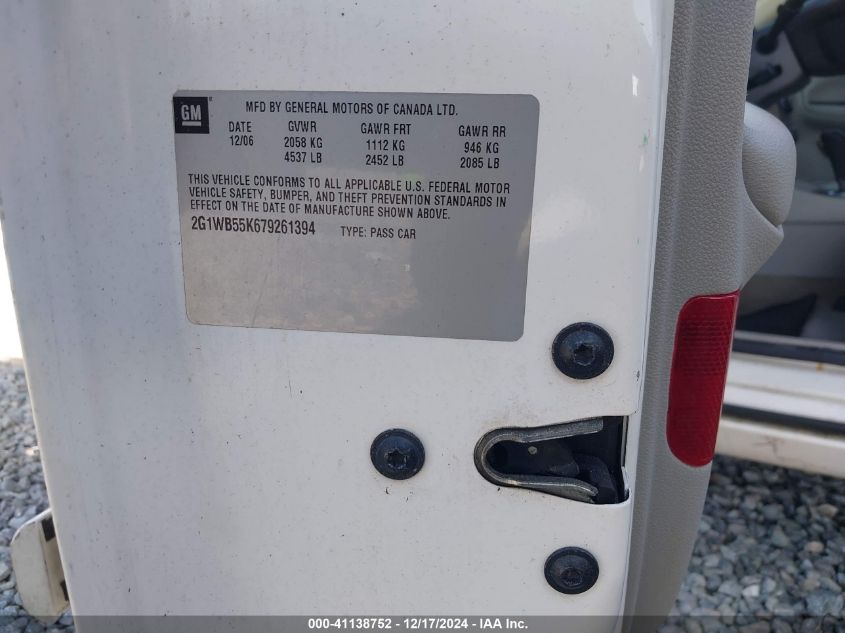 GM
MFD BY GENERAL MOTORS OF CANADA LTD.
DATE GVWR GAWR FRT GAWR RR
12/06 2058 KG 1112 KG 946 KG
4537 LB 2452 LB 2085 LB
THIS VEHICLE CONFORMS TO ALL APPLICABLE U.S. FEDERAL MOTOR
VEHICLE SAFETY, BUMPER, AND THEFT PREVENTION STANDARDS IN
EFFECT ON THE DATE OF MANUFACTURE SHOWN ABOVE.
2G1WB55K679261394 TYPE: PASS CAR
000-41138752 - 12/17/2024 - IAA Inc.